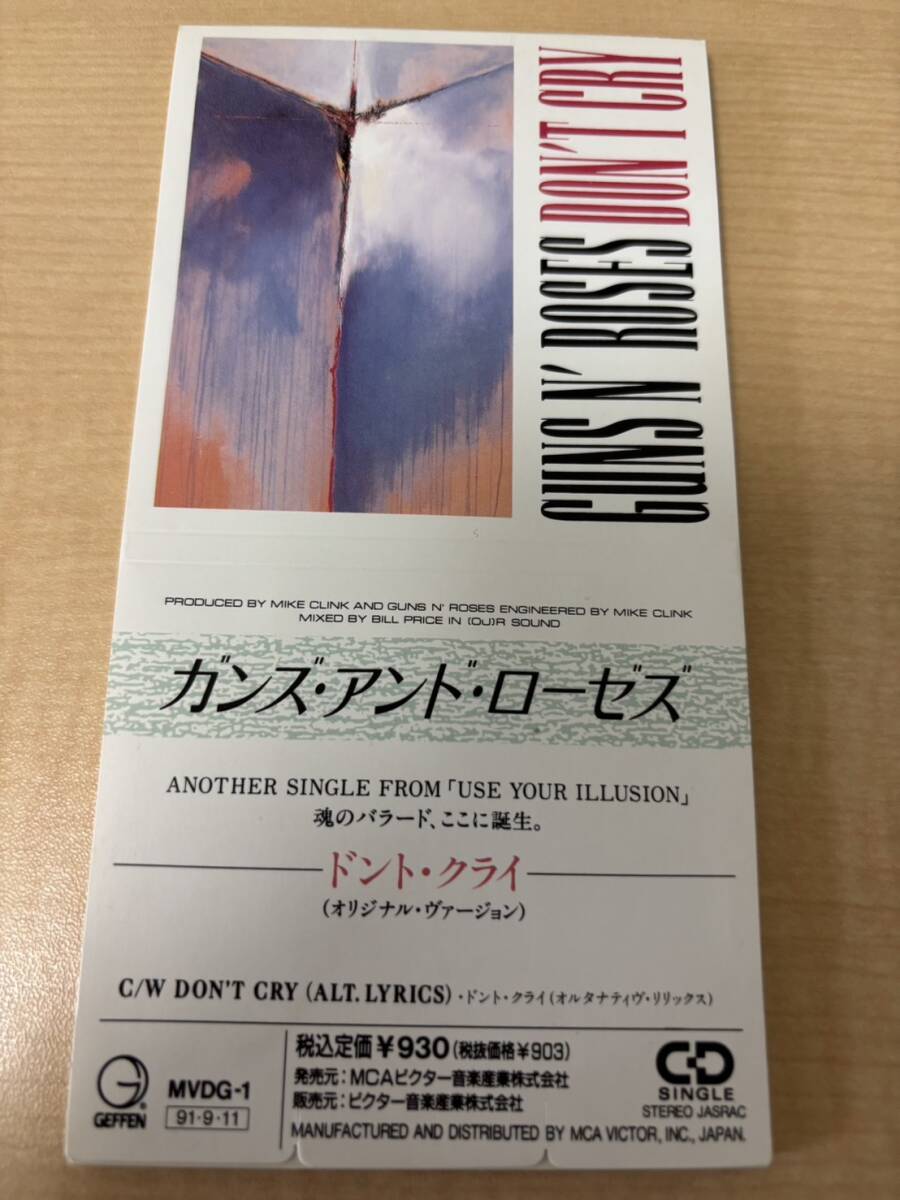 GUNS N' ROSES DON'T CRY
PRODUCED BY MIKE CLINK AND GUNS N' ROSES ENGINEERED BY MIKE CLINK
MIXED BY BILL PRICE IN (OU)R SOUND
ガンズ・アンド・ローゼズ
ANOTHER SINGLE FROM「USE YOUR ILLUSION」
魂のバラード、ここに誕生。
ドント・クライ
(オリジナル・ヴァージョン)
C/W DON'T CRY (ALT. LYRICS)・ドント・クライ(オルタナティヴ・リリックス)
GEFFEN
MVDG-1
91・9・11
税込定価¥930(税抜価格¥903)
発売元:MCAビクター音楽産業株式会社
販売元:ビクター音楽産業株式会社
MANUFACTURED AND DISTRIBUTED BY MCA VICTOR, INC., JAPAN.
CD
SINGLE
STEREO JASRAC